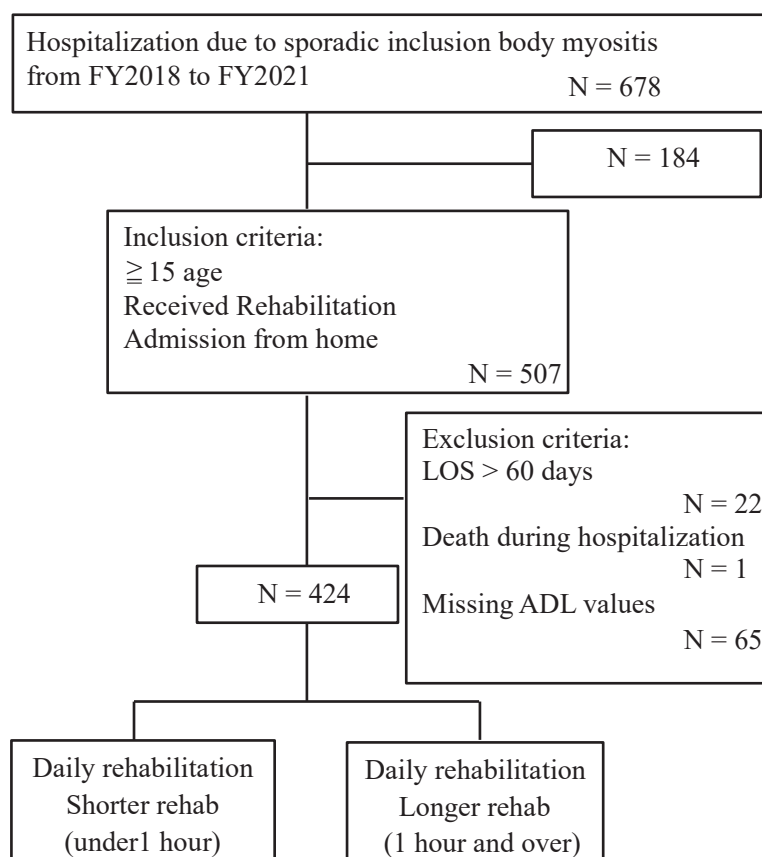 Hospitalization due to sporadic inclusion body myositis
from FY2018 to FY2021
N = 678
N = 184
Inclusion criteria:
≧15 age
Received Rehabilitation
Admission from home
N = 507
Exclusion criteria:
LOS > 60 days
N = 22
Death during hospitalization
N = 1
Missing ADL values
N = 65
N = 424
Daily rehabilitation
Shorter rehab
(under1 hour)
Daily rehabilitation
Longer rehab
(1 hour and over)